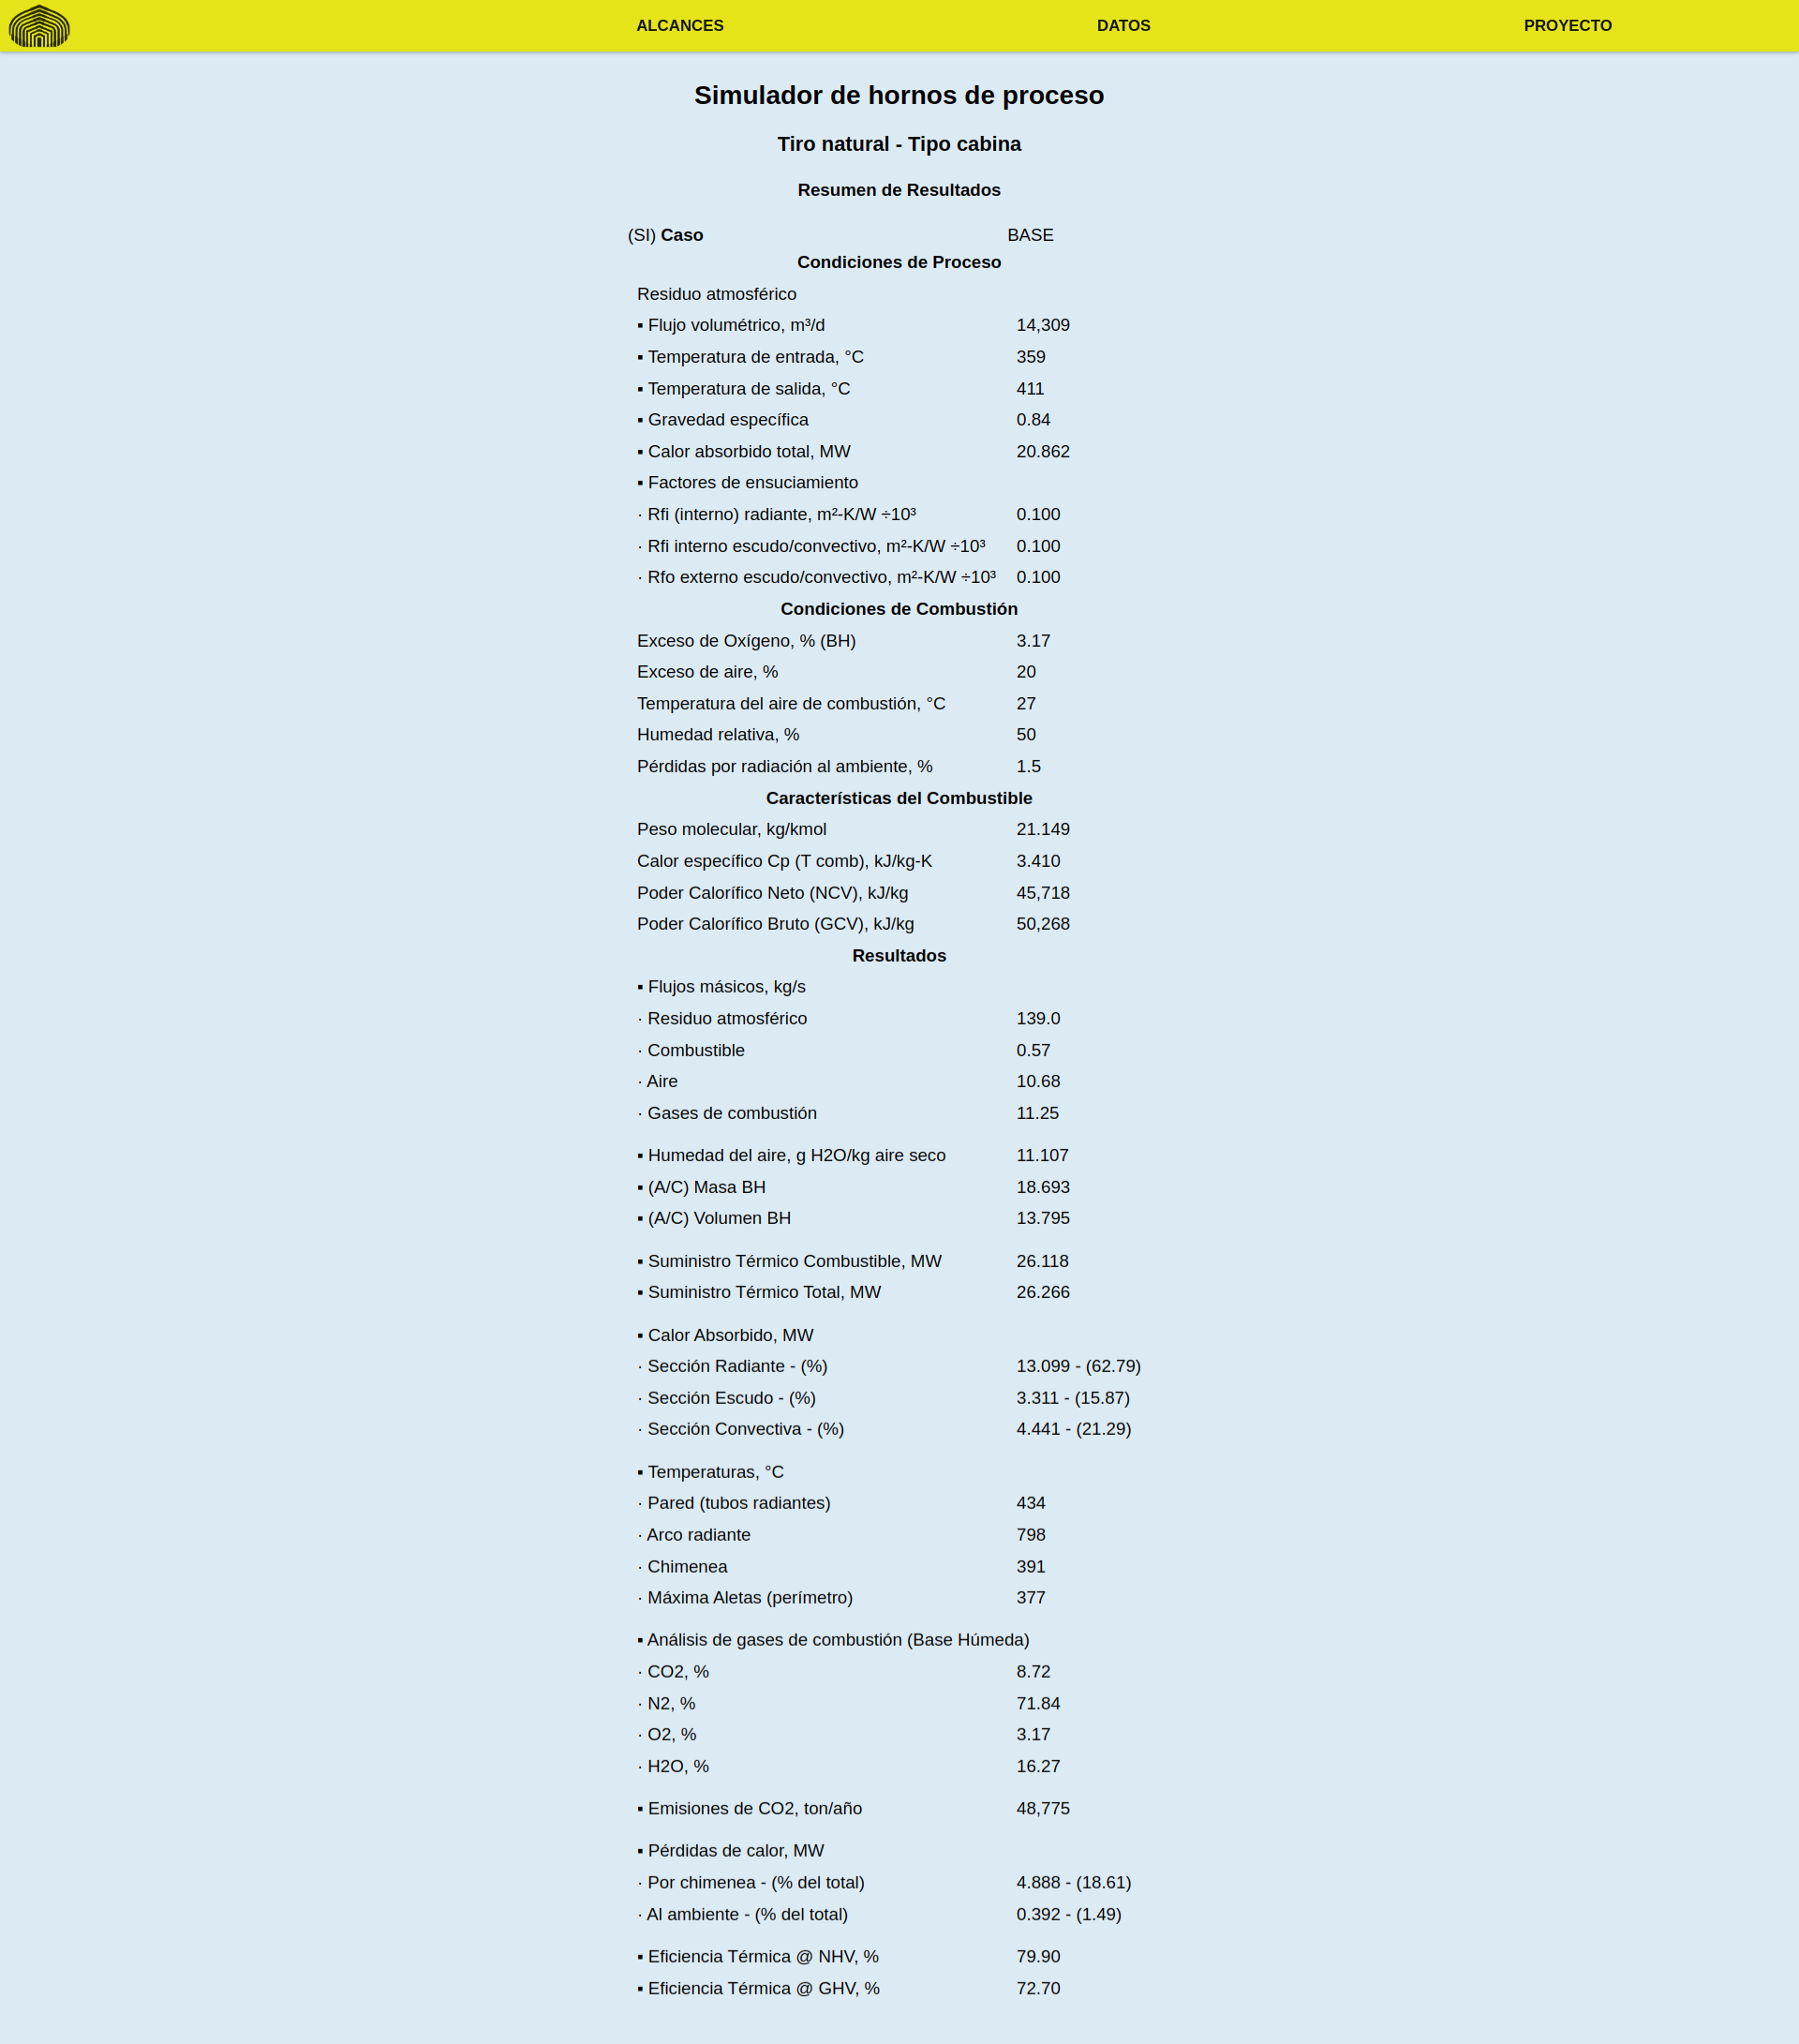 ALCANCES DATOS PROYECTO
Simulador de hornos de proceso
Tiro natural - Tipo cabina
Resumen de Resultados
(SI) Caso BASE
Condiciones de Proceso
Residuo atmosférico
▪ Flujo volumétrico, m³/d 14,309
▪ Temperatura de entrada, °C 359
▪ Temperatura de salida, °C 411
▪ Gravedad específica 0.84
▪ Calor absorbido total, MW 20.862
▪ Factores de ensuciamiento
· Rfi (interno) radiante, m²-K/W ÷10³ 0.100
· Rfi interno escudo/convectivo, m²-K/W ÷10³ 0.100
· Rfo externo escudo/convectivo, m²-K/W ÷10³ 0.100
Condiciones de Combustión
Exceso de Oxígeno, % (BH) 3.17
Exceso de aire, % 20
Temperatura del aire de combustión, °C 27
Humedad relativa, % 50
Pérdidas por radiación al ambiente, % 1.5
Características del Combustible
Peso molecular, kg/kmol 21.149
Calor específico Cp (T comb), kJ/kg-K 3.410
Poder Calorífico Neto (NCV), kJ/kg 45,718
Poder Calorífico Bruto (GCV), kJ/kg 50,268
Resultados
▪ Flujos másicos, kg/s
· Residuo atmosférico 139.0
· Combustible 0.57
· Aire 10.68
· Gases de combustión 11.25
▪ Humedad del aire, g H2O/kg aire seco 11.107
▪ (A/C) Masa BH 18.693
▪ (A/C) Volumen BH 13.795
▪ Suministro Térmico Combustible, MW 26.118
▪ Suministro Térmico Total, MW 26.266
▪ Calor Absorbido, MW
· Sección Radiante - (%) 13.099 - (62.79)
· Sección Escudo - (%) 3.311 - (15.87)
· Sección Convectiva - (%) 4.441 - (21.29)
▪ Temperaturas, °C
· Pared (tubos radiantes) 434
· Arco radiante 798
· Chimenea 391
· Máxima Aletas (perímetro) 377
▪ Análisis de gases de combustión (Base Húmeda)
· CO2, % 8.72
· N2, % 71.84
· O2, % 3.17
· H2O, % 16.27
▪ Emisiones de CO2, ton/año 48,775
▪ Pérdidas de calor, MW
· Por chimenea - (% del total) 4.888 - (18.61)
· Al ambiente - (% del total) 0.392 - (1.49)
▪ Eficiencia Térmica @ NHV, % 79.90
▪ Eficiencia Térmica @ GHV, % 72.70